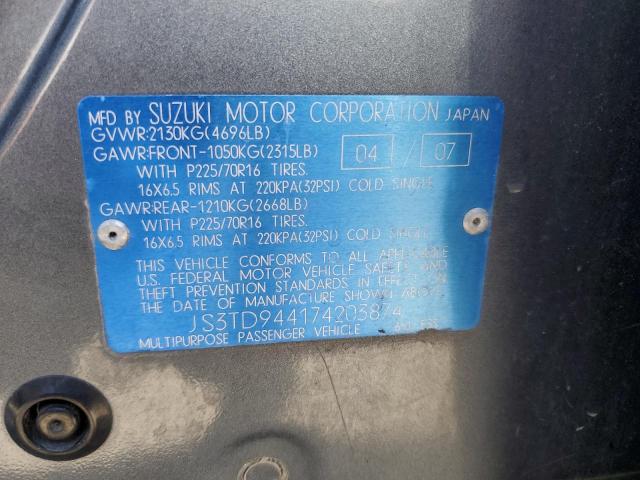 MFD BY SUZUKI MOTOR CORPORATION JAPAN
GVWR:2130KG(4696LB)
GAWR:FRONT-1050KG(2315LB) 04 / 07
WITH P225/70R16 TIRES.
16X6.5 RIMS AT 220KPA(32PSI) COLD SINGLE
GAWR:REAR-1210KG(2668LB)
WITH P225/70R16 TIRES.
16X6.5 RIMS AT 220KPA(32PSI) COLD SINGLE
THIS VEHICLE CONFORMS TO ALL APPLICABLE
U.S. FEDERAL MOTOR VEHICLE SAFETY AND
THEFT PREVENTION STANDARDS IN EFFECT ON
THE DATE OF MANUFACTURE SHOWN ABOVE.
JS3TD944174203874
MULTIPURPOSE PASSENGER VEHICLE